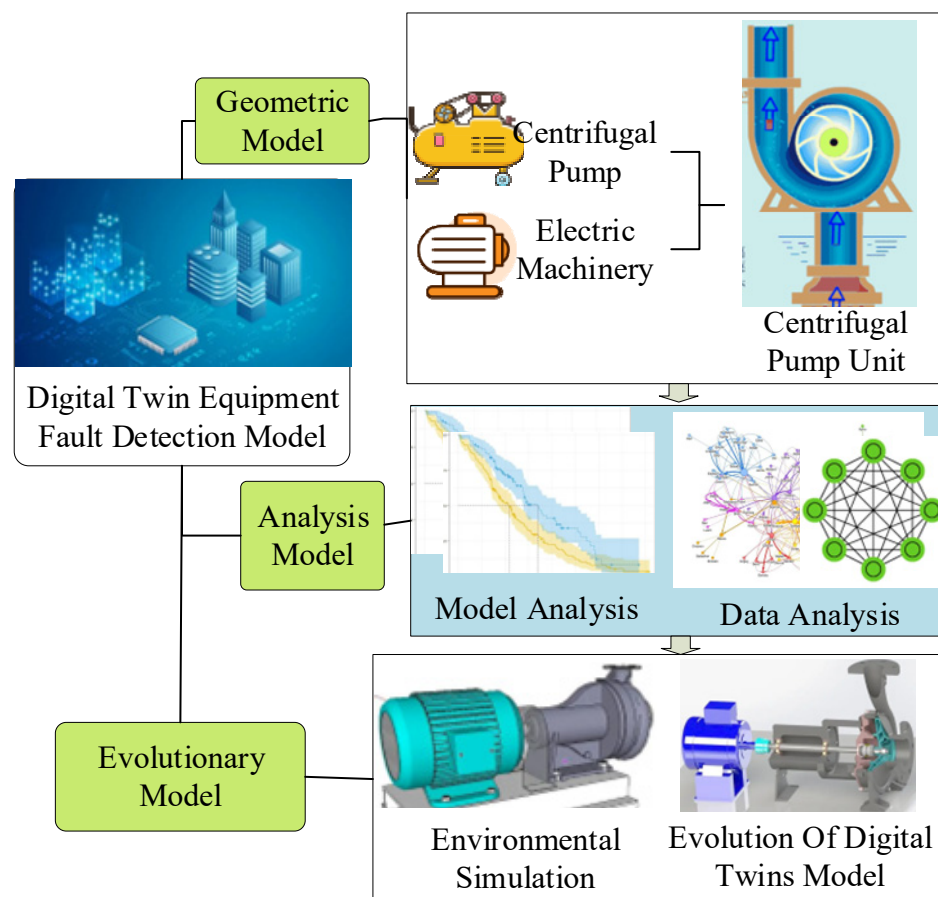 Geometric
Model
Centrifugal
Pump
Electric
Machinery
Centrifugal
Pump Unit
Digital Twin Equipment
Fault Detection Model
Analysis
Model
Model Analysis
Data Analysis
Evolutionary
Model
Environmental
Simulation
Evolution Of Digital
Twins Model